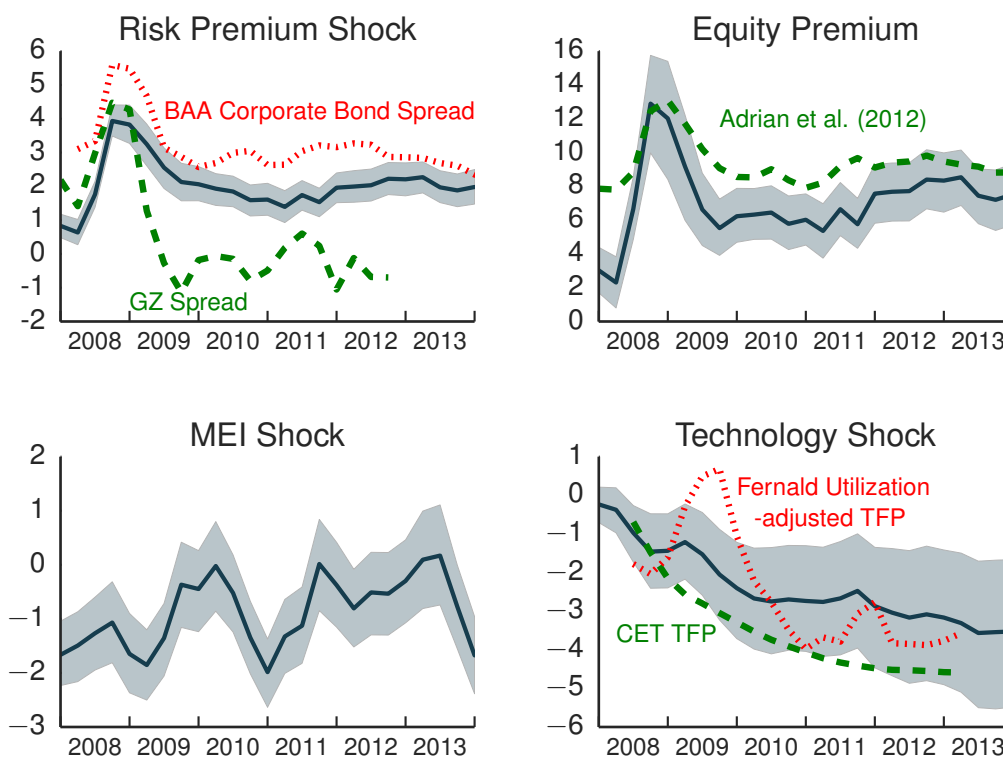 Risk Premium Shock
6
5
4
3
2
1
0
-1
-2
BAA Corporate Bond Spread
GZ Spread
2008 2009 2010 2011 2012 2013
Equity Premium
16
14
12
10
8
6
4
2
0
Adrian et al. (2012)
2008 2009 2010 2011 2012 2013
MEI Shock
2
1
0
−1
−2
−3
2008 2009 2010 2011 2012 2013
Technology Shock
1
0
−1
−2
−3
−4
−5
−6
Fernald Utilization
-adjusted TFP
CET TFP
2008 2009 2010 2011 2012 2013